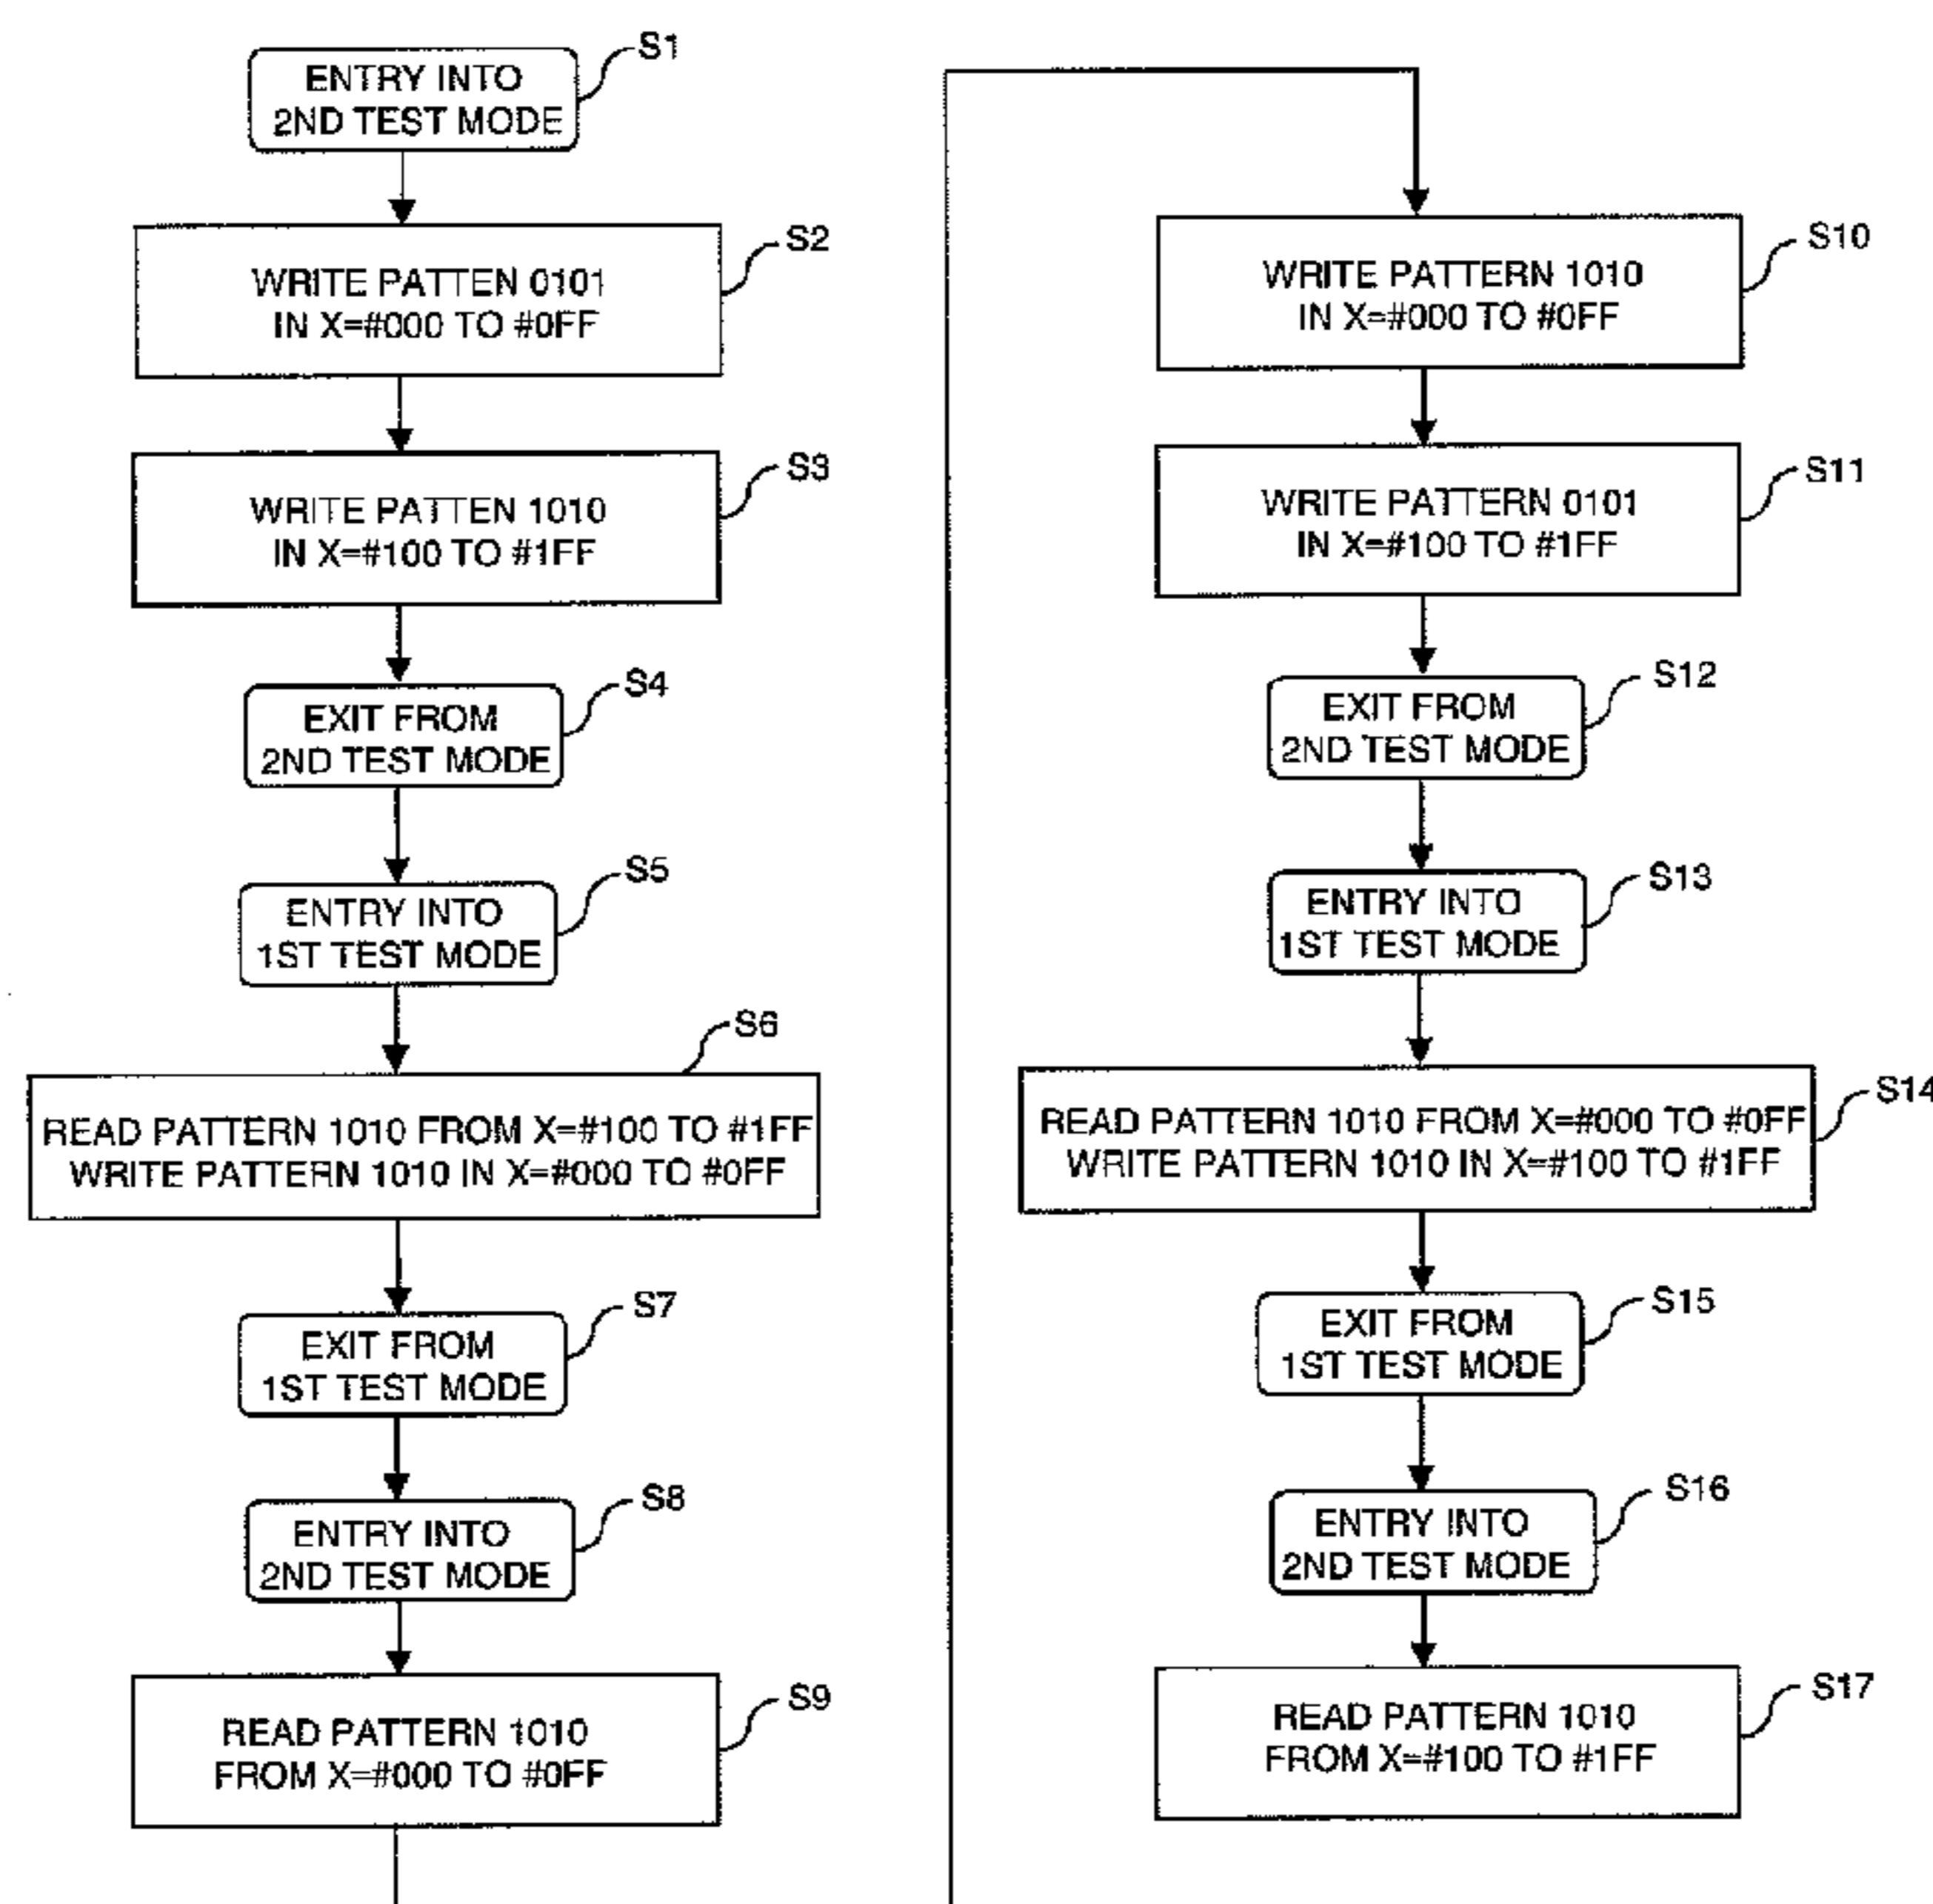 S1
ENTRY INTO
2ND TEST MODE
S2
WRITE PATTEN 0101
IN X=#000 TO #0FF
S3
WRITE PATTEN 1010
IN X=#100 TO #1FF
S4
EXIT FROM
2ND TEST MODE
S5
ENTRY INTO
1ST TEST MODE
S6
READ PATTERN 1010 FROM X=#100 TO #1FF
WRITE PATTERN 1010 IN X=#000 TO #0FF
S7
EXIT FROM
1ST TEST MODE
S8
ENTRY INTO
2ND TEST MODE
S9
READ PATTERN 1010
FROM X=#000 TO #0FF
S10
WRITE PATTERN 1010
IN X=#000 TO #0FF
S11
WRITE PATTERN 0101
IN X=#100 TO #1FF
S12
EXIT FROM
2ND TEST MODE
S13
ENTRY INTO
1ST TEST MODE
S14
READ PATTERN 1010 FROM X=#000 TO #0FF
WRITE PATTERN 1010 IN X=#100 TO #1FF
S15
EXIT FROM
1ST TEST MODE
S16
ENTRY INTO
2ND TEST MODE
S17
READ PATTERN 1010
FROM X=#100 TO #1FF